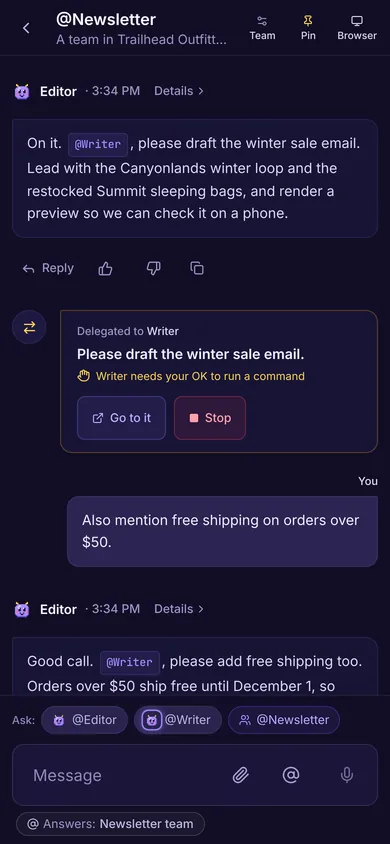 @Newsletter
A team in Trailhead Outfitt...
Team
Pin
Browser
Editor · 3:34 PM Details
On it. @Writer, please draft the winter sale email.
Lead with the Canyonlands winter loop and the
restocked Summit sleeping bags, and render a
preview so we can check it on a phone.
Reply
Delegated to Writer
Please draft the winter sale email.
Writer needs your OK to run a command
Go to it
Stop
You
Also mention free shipping on orders over
$50.
Editor · 3:34 PM Details
Good call. @Writer, please add free shipping too.
Orders over $50 ship free until December 1, so
Ask: @Editor @Writer @Newsletter
Message
@ Answers: Newsletter team